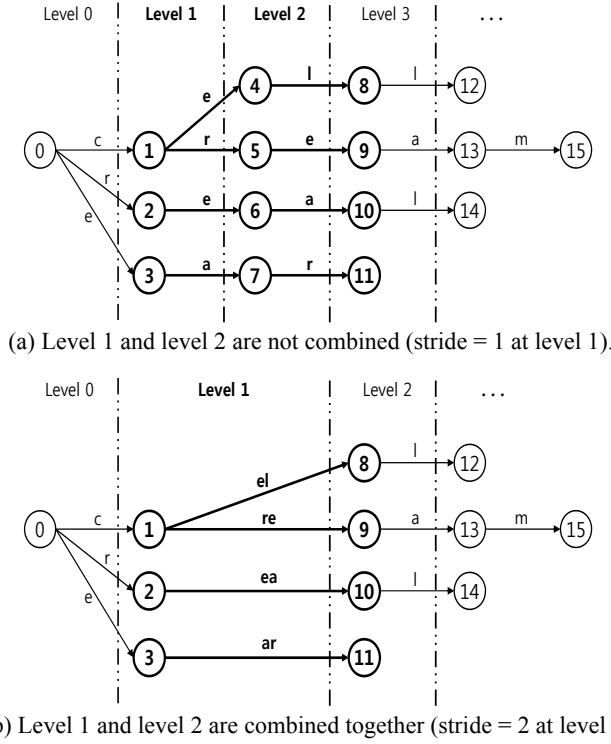 Level 0 Level 1 Level 2 Level 3 ...
4 l 8 l 12
e
0 c 1 r 5 e 9 a 13 m 15
r
2 e 6 a 10 l 14
e
3 a 7 r 11
(a) Level 1 and level 2 are not combined (stride = 1 at level 1).
Level 0 Level 1 Level 2 ...
8 l 12
el
0 c 1 re 9 a 13 m 15
r
2 ea 10 l 14
e
3 ar 11
) Level 1 and level 2 are combined together (stride = 2 at level